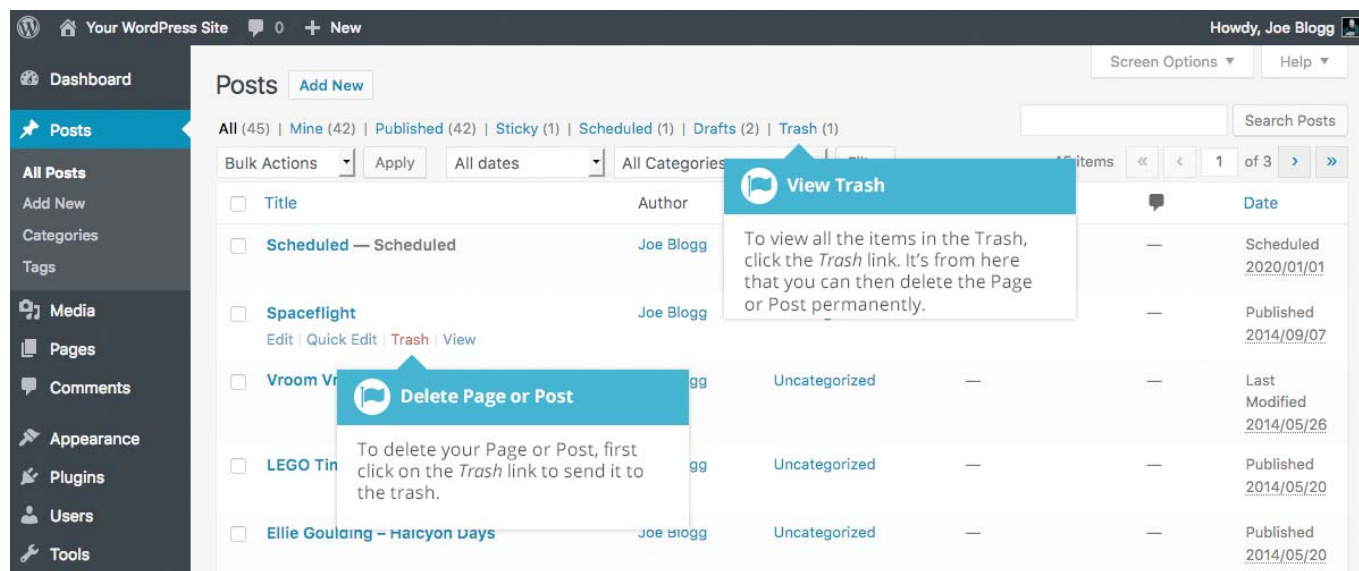 Your WordPress Site 0 + New Howdy, Joe Blogg
Dashboard
Posts
All Posts
Add New
Categories
Tags
Media
Pages
Comments
Appearance
Plugins
Users
Tools
Screen Options ▼ Help ▼
Posts Add New
All (45) | Mine (42) | Published (42) | Sticky (1) | Scheduled (1) | Drafts (2) | Trash (1)
Search Posts
Bulk Actions Apply All dates All Categories items « ‹ 1 of 3 › »
Title Author Date
Scheduled — Scheduled Joe Blogg — Scheduled
2020/01/01
Spaceflight Joe Blogg — Published
2014/09/07
Edit | Quick Edit | Trash | View
Vroom Uncategorized — — Last
Modified
2014/05/26
LEGO Uncategorized — — Published
2014/05/20
Ellie Goulding – Halcyon Days Joe Blogg Uncategorized — — Published
2014/05/20
View Trash
To view all the items in the Trash,
click the Trash link. It's from here
that you can then delete the Page
or Post permanently.
Delete Page or Post
To delete your Page or Post, first
click on the Trash link to send it to
the trash.